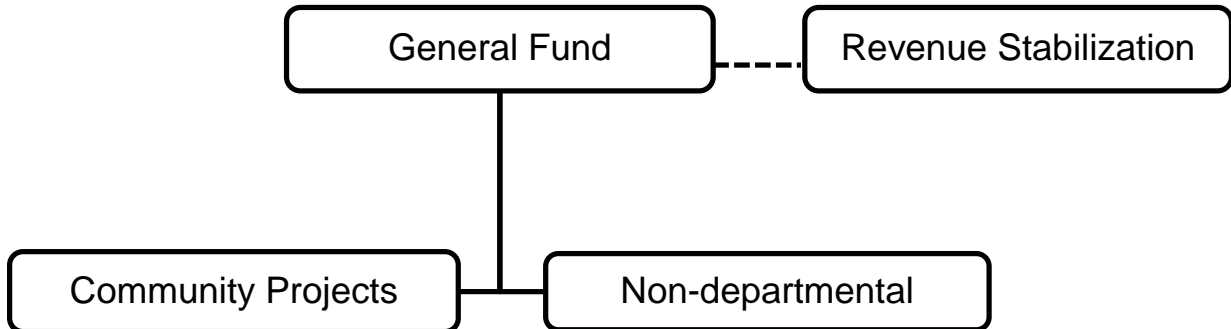 General Fund
Revenue Stabilization
Community Projects
Non-departmental